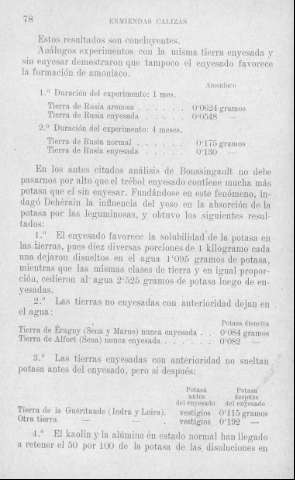 78 ENMIENDAS CALIZAS
Estos resultados son concluyentes.
Análogos experimentos con la misma tierra enyesada y
sin enyesar demostraron que tampoco el enyesado favorece
la formación de amoniaco.
Amoniaco
1.º Duración del experimento: 1 mes.
Tierra de Rusia arenosa . . . . . . . 0'0624 gramos
Tierra de Rusia enyesada . . . . . . 0'0548 —
2.º Duración del experimento: 4 meses.
Tierra de Rusia normal . . . . . . . 0'175 gramos
Tierra de Rusia enyesada . . . . . . 0'130 —
En los antes citados análisis de Boussingault no debe
pasarnos por alto que el trébol enyesado contiene mucha más
potasa que el sin enyesar. Fundándose en este fenómeno, in-
dagó Dehérain la influencia del yeso en la absorción de la
potasa por las leguminosas, y obtuvo los siguientes resul-
tados:
1.º El enyesado favorece la solubilidad de la potasa en
las tierras, pues diez diversas porciones de 1 kilogramo cada
una dejaron disueltos en el agua 1'095 gramos de potasa,
mientras que las mismas clases de tierra y en igual propor-
ción, cedieron al agua 2'525 gramos de potasa luego de en-
yesadas.
2.º Las tierras no enyesadas con anterioridad dejan en
el agua:
Potasa disuelta
Tierra de Éragny (Sena y Marne) nunca enyesada . . 0'084 gramos
Tierra de Alfort (Sena) nunca enyesada . . . . . . 0'082 —
3.º Las tierras enyesadas con anterioridad no sueltan
potasa antes del enyesado, pero sí después:
Potasa antes del enyesado Potasa después del enyesado
Tierra de la Guéritaude (Indra y Loira). vestigios 0'115 gramos
Otra tierra — — . vestigios 0'192 —
4.º El kaolín y la alúmina en estado normal han llegado
a retener el 50 por 100 de la potasa de las disoluciones en